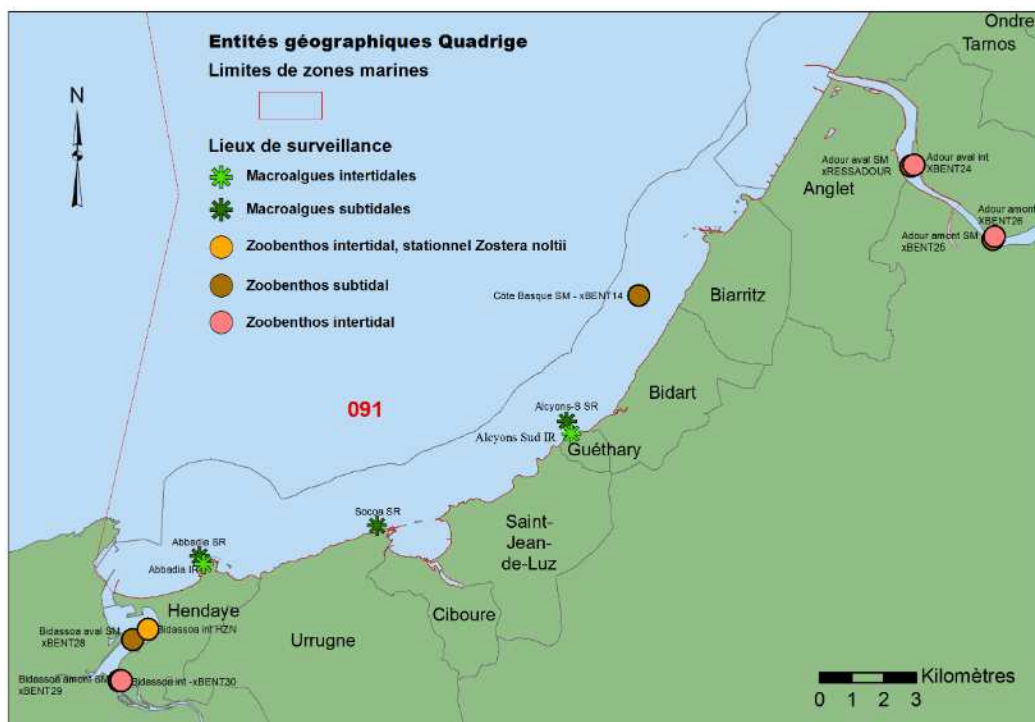 Ondre
Tarnos
Entités géographiques Quadrige
Limites de zones marines
N
Lieux de surveillance
Macroalgues intertidales
Macroalgues subtidales
Zoobenthos intertidal, stationnel Zostera noltii
Zoobenthos subtidal
Zoobenthos intertidal
Adour aval SM
xRESSADOUR
Adour aval int
XBENT24
Anglet
Adour amont
XBENT26
Adour amont SM
xBENT25
Côte Basque SM - xBENT14
Biarritz
Bidart
091
Alcyons-S SR
Alcyons Sud IR
Guéthary
Socoa SR
Saint-
Jean-
de-Luz
Abbadia SR
Abbadia IR
Hendaye
Ciboure
Urrugne
Bidassoa aval SM
xBENT28
Bidassoa int HZN
Bidassoa amont SM
xBENT29
Bidassoa int -xBENT30
Kilomètres
0 1 2 3